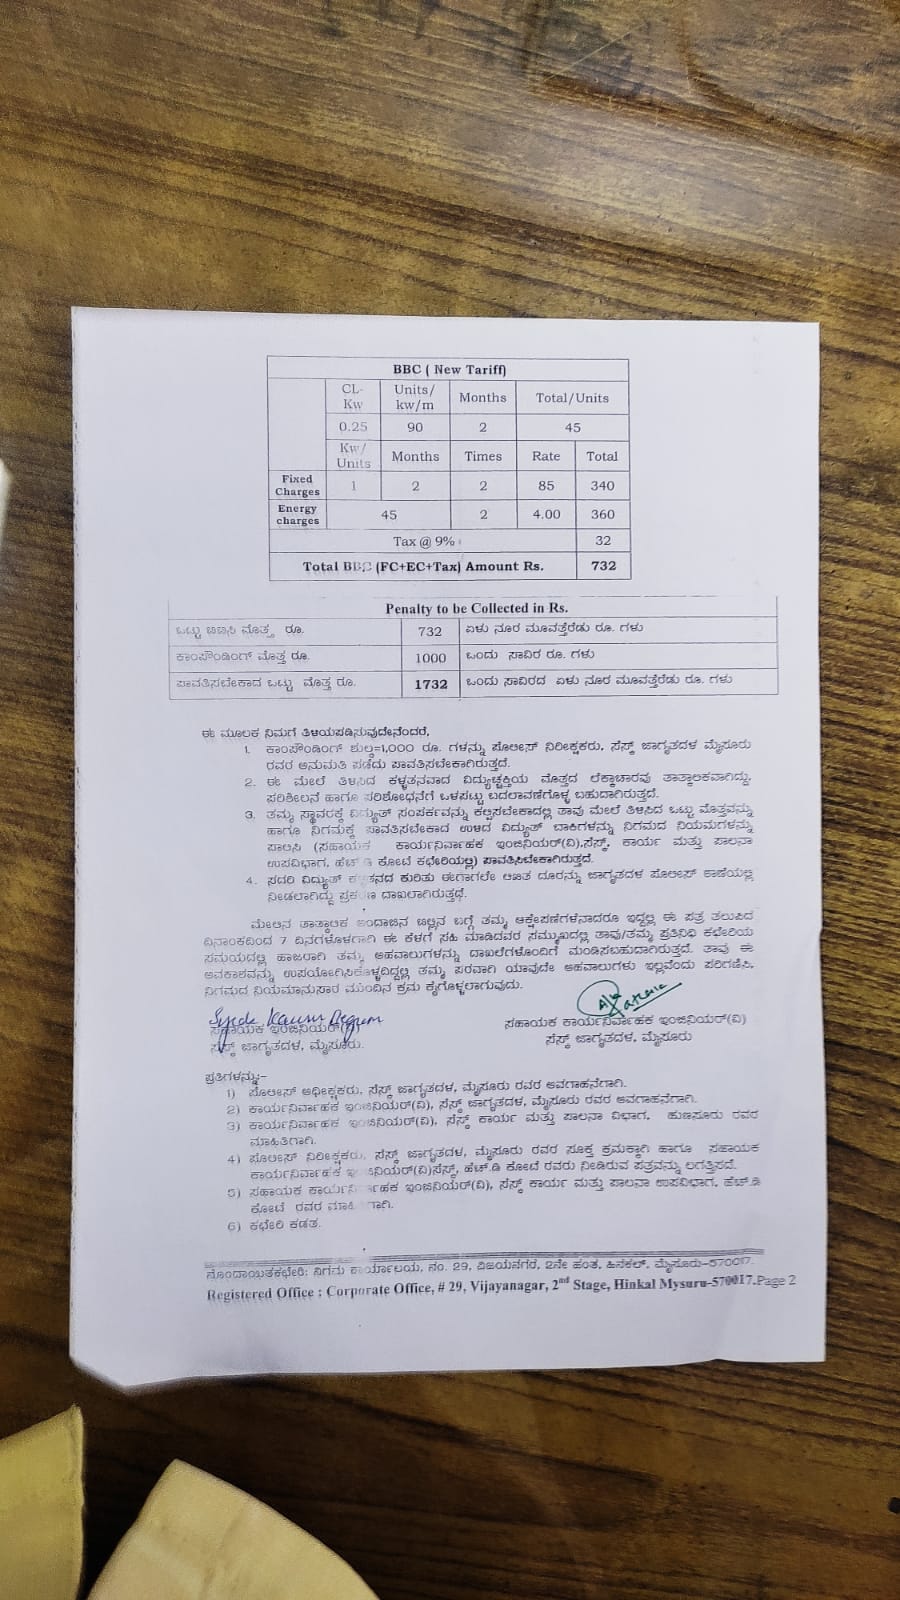 BBC ( New Tariff)
CL-Kw Units/kw/m Months Total/Units
0.25 90 2 45
Kw/Units Months Times Rate Total
Fixed Charges 1 2 2 85 340
Energy charges 45 2 4.00 360
Tax @ 9% 32
Total BBC (FC+EC+Tax) Amount Rs. 732
Penalty to be Collected in Rs.
ಒಟ್ಟು ಬಿಬಿಸಿ ಮೊತ್ತ ರೂ. 732 ಏಳು ನೂರ ಮೂವತ್ತೆರೆಡು ರೂ. ಗಳು
ಕಾಂಪೌಂಡಿಂಗ್ ಮೊತ್ತ ರೂ. 1000 ಒಂದು ಸಾವಿರ ರೂ. ಗಳು
ಪಾವತಿಸಬೇಕಾದ ಒಟ್ಟು ಮೊತ್ತ ರೂ. 1732 ಒಂದು ಸಾವಿರದ ಏಳು ನೂರ ಮೂವತ್ತೆರೆಡು ರೂ. ಗಳು
ಈ ಮೂಲಕ ನಿಮಗೆ ತಿಳಿಯಪಡಿಸುವುದೇನೆಂದರೆ,
1. ಕಾಂಪೌಂಡಿಂಗ್ ಶುಲ್ಕ=1,000 ರೂ. ಗಳನ್ನು ಪೊಲೀಸ್ ನಿರೀಕ್ಷಕರು, ಸೆಸ್ಕ್ ಜಾಗೃತದಳ ಮೈಸೂರು
ರವರ ಅನುಮತಿ ಪಡೆದು ಪಾವತಿಸಬೇಕಾಗಿರುತ್ತದೆ.
2. ಈ ಮೇಲೆ ತಿಳಿಸಿದ ಕಳ್ಳತನವಾದ ವಿದ್ಯುಚ್ಛಕ್ತಿಯ ಮೊತ್ತದ ಲೆಕ್ಕಾಚಾರವು ತಾತ್ಕಾಲಿಕವಾಗಿದ್ದು,
ಪರಿಶೀಲನೆ ಹಾಗೂ ಪರಿಶೋಧನೆಗೆ ಒಳಪಟ್ಟು ಬದಲಾವಣೆಗೊಳ್ಳ ಬಹುದಾಗಿರುತ್ತದೆ.
3. ತಮ್ಮ ಸ್ಥಾವರಕ್ಕೆ ವಿದ್ಯುತ್ ಸಂಪರ್ಕವನ್ನು ಕಲ್ಪಿಸಬೇಕಾದಲ್ಲಿ ತಾವು ಮೇಲೆ ತಿಳಿಸಿದ ಒಟ್ಟು ಮೊತ್ತವನ್ನು
ಹಾಗೂ ನಿಗಮಕ್ಕೆ ಪಾವತಿಸಬೇಕಾದ ಉಳಿದ ವಿದ್ಯುತ್ ಬಾಕಿಗಳನ್ನು ನಿಗಮದ ನಿಯಮಗಳನ್ನು
ಪಾಲಿಸಿ (ಸಹಾಯಕ ಕಾರ್ಯನಿರ್ವಾಹಕ ಇಂಜಿನಿಯರ್(ವಿ),ಸೆಸ್ಕ್, ಕಾರ್ಯ ಮತ್ತು ಪಾಲನಾ
ಉಪವಿಭಾಗ, ಹೆಚ್ ಡಿ ಕೋಟೆ ಕಛೇರಿಯಲ್ಲಿ) ಪಾವತಿಸಬೇಕಾಗಿರುತ್ತದೆ.
4. ಸದರಿ ವಿದ್ಯುತ್ ಕಳ್ಳತನದ ಕುರಿತು ಈಗಾಗಲೇ ಲಿಖಿತ ದೂರನ್ನು ಜಾಗೃತದಳ ಪೊಲೀಸ್ ಠಾಣೆಯಲ್ಲಿ
ನೀಡಲಾಗಿದ್ದು ಪ್ರಕರಣ ದಾಖಲಾಗಿರುತ್ತದೆ.
ಮೇಲಿನ ತಾತ್ಕಾಲಿಕ ಅಂದಾಜಿನ ಬಿಲ್ಲಿನ ಬಗ್ಗೆ ತಮ್ಮ ಆಕ್ಷೇಪಣೆಗಳೇನಾದರೂ ಇದ್ದಲ್ಲಿ ಈ ಪತ್ರ ತಲುಪಿದ
ದಿನಾಂಕದಿಂದ 7 ದಿನಗಳೊಳಗಾಗಿ ಈ ಕೆಳಗೆ ಸಹಿ ಮಾಡಿದವರ ಸಮ್ಮುಖದಲ್ಲಿ ತಾವು/ತಮ್ಮ ಪ್ರತಿನಿಧಿ ಕಛೇರಿಯ
ಸಮಯದಲ್ಲಿ ಹಾಜರಾಗಿ ತಮ್ಮ ಅಹವಾಲುಗಳನ್ನು ದಾಖಲೆಗಳೊಂದಿಗೆ ಮಂಡಿಸಬಹುದಾಗಿರುತ್ತದೆ. ತಾವು ಈ
ಅವಕಾಶವನ್ನು ಉಪಯೋಗಿಸಿಕೊಳ್ಳದಿದ್ದಲ್ಲಿ ತಮ್ಮ ಪರವಾಗಿ ಯಾವುದೇ ಅಹವಾಲುಗಳು ಇಲ್ಲವೆಂದು ಪರಿಗಣಿಸಿ,
ನಿಗಮದ ನಿಯಮಾನುಸಾರ ಮುಂದಿನ ಕ್ರಮ ಕೈಗೊಳ್ಳಲಾಗುವುದು.
Syeda Kausar Begum
ಸಹಾಯಕ ಇಂಜಿನಿಯರ್(ವಿ) ಸಹಾಯಕ ಕಾರ್ಯನಿರ್ವಾಹಕ ಇಂಜಿನಿಯರ್(ವಿ)
ಸೆಸ್ಕ್ ಜಾಗೃತದಳ, ಮೈಸೂರು. ಸೆಸ್ಕ್ ಜಾಗೃತದಳ, ಮೈಸೂರು
ಪ್ರತಿಗಳನ್ನು:-
1) ಪೊಲೀಸ್ ಅಧೀಕ್ಷಕರು, ಸೆಸ್ಕ್ ಜಾಗೃತದಳ, ಮೈಸೂರು ರವರ ಅವಗಾಹನೆಗಾಗಿ.
2) ಕಾರ್ಯನಿರ್ವಾಹಕ ಇಂಜಿನಿಯರ್(ವಿ), ಸೆಸ್ಕ್ ಜಾಗೃತದಳ, ಮೈಸೂರು ರವರ ಅವಗಾಹನೆಗಾಗಿ.
3) ಕಾರ್ಯನಿರ್ವಾಹಕ ಇಂಜಿನಿಯರ್(ವಿ), ಸೆಸ್ಕ್ ಕಾರ್ಯ ಮತ್ತು ಪಾಲನಾ ವಿಭಾಗ, ಹುಣಸೂರು ರವರ
ಮಾಹಿತಿಗಾಗಿ.
4) ಪೊಲೀಸ್ ನಿರೀಕ್ಷಕರು, ಸೆಸ್ಕ್ ಜಾಗೃತದಳ, ಮೈಸೂರು ರವರ ಸೂಕ್ತ ಕ್ರಮಕ್ಕಾಗಿ ಹಾಗೂ ಸಹಾಯಕ
ಕಾರ್ಯನಿರ್ವಾಹಕ ಇಂಜಿನಿಯರ್(ವಿ)ಸೆಸ್ಕ್, ಹೆಚ್.ಡಿ ಕೋಟೆ ರವರು ನೀಡಿರುವ ಪತ್ರವನ್ನು ಲಗತ್ತಿಸಿದೆ.
5) ಸಹಾಯಕ ಕಾರ್ಯನಿರ್ವಾಹಕ ಇಂಜಿನಿಯರ್(ವಿ), ಸೆಸ್ಕ್ ಕಾರ್ಯ ಮತ್ತು ಪಾಲನಾ ಉಪವಿಭಾಗ, ಹೆಚ್.ಡಿ
ಕೋಟೆ ರವರ ಮಾಹಿತಿಗಾಗಿ.
6) ಕಛೇರಿ ಕಡತ.
ನೊಂದಾಯಿತಕಛೇರಿ: ನಿಗಮ ಕಾರ್ಯಾಲಯ, ನಂ. 29, ವಿಜಯನಗರ, 2ನೇ ಹಂತ, ಹಿನಕಲ್, ಮೈಸೂರು-570017.
Registered Office : Corporate Office, # 29, Vijayanagar, 2nd Stage, Hinkal Mysuru-570017.Page 2